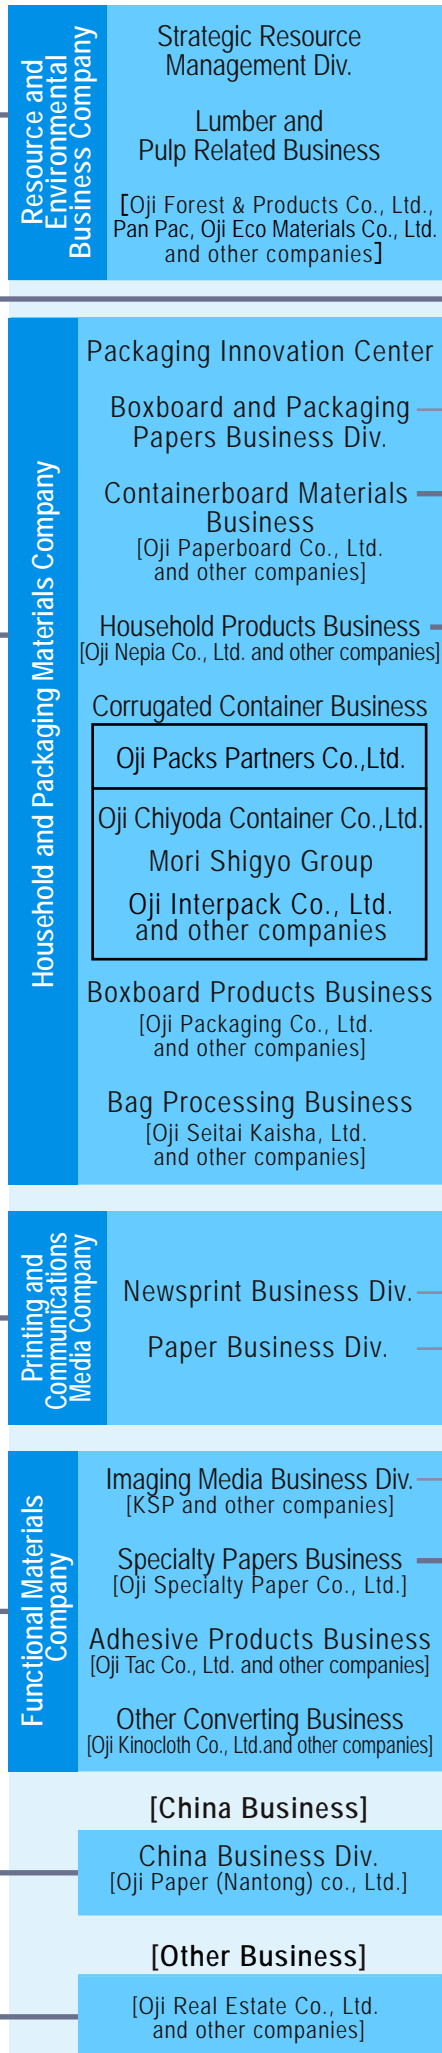 Resource and
Environmental
Business Company
Strategic Resource
Management Div.
Lumber and
Pulp Related Business
[Oji Forest & Products Co., Ltd.,
Pan Pac, Oji Eco Materials Co., Ltd.
and other companies]
Household and Packaging Materials Company
Packaging Innovation Center
Boxboard and Packaging
Papers Business Div.
Containerboard Materials
Business
[Oji Paperboard Co., Ltd.
and other companies]
Household Products Business
[Oji Nepia Co., Ltd. and other companies]
Corrugated Container Business
Oji Packs Partners Co.,Ltd.
Oji Chiyoda Container Co.,Ltd.
Mori Shigyo Group
Oji Interpack Co., Ltd.
and other companies
Boxboard Products Business
[Oji Packaging Co., Ltd.
and other companies]
Bag Processing Business
[Oji Seitai Kaisha, Ltd.
and other companies]
Printing and
Communications
Media Company
Newsprint Business Div.
Paper Business Div.
Functional Materials
Company
Imaging Media Business Div.
[KSP and other companies]
Specialty Papers Business
[Oji Specialty Paper Co., Ltd.]
Adhesive Products Business
[Oji Tac Co., Ltd. and other companies]
Other Converting Business
[Oji Kinocloth Co., Ltd.and other companies]
[China Business]
China Business Div.
[Oji Paper (Nantong) co., Ltd.]
[Other Business]
[Oji Real Estate Co., Ltd.
and other companies]